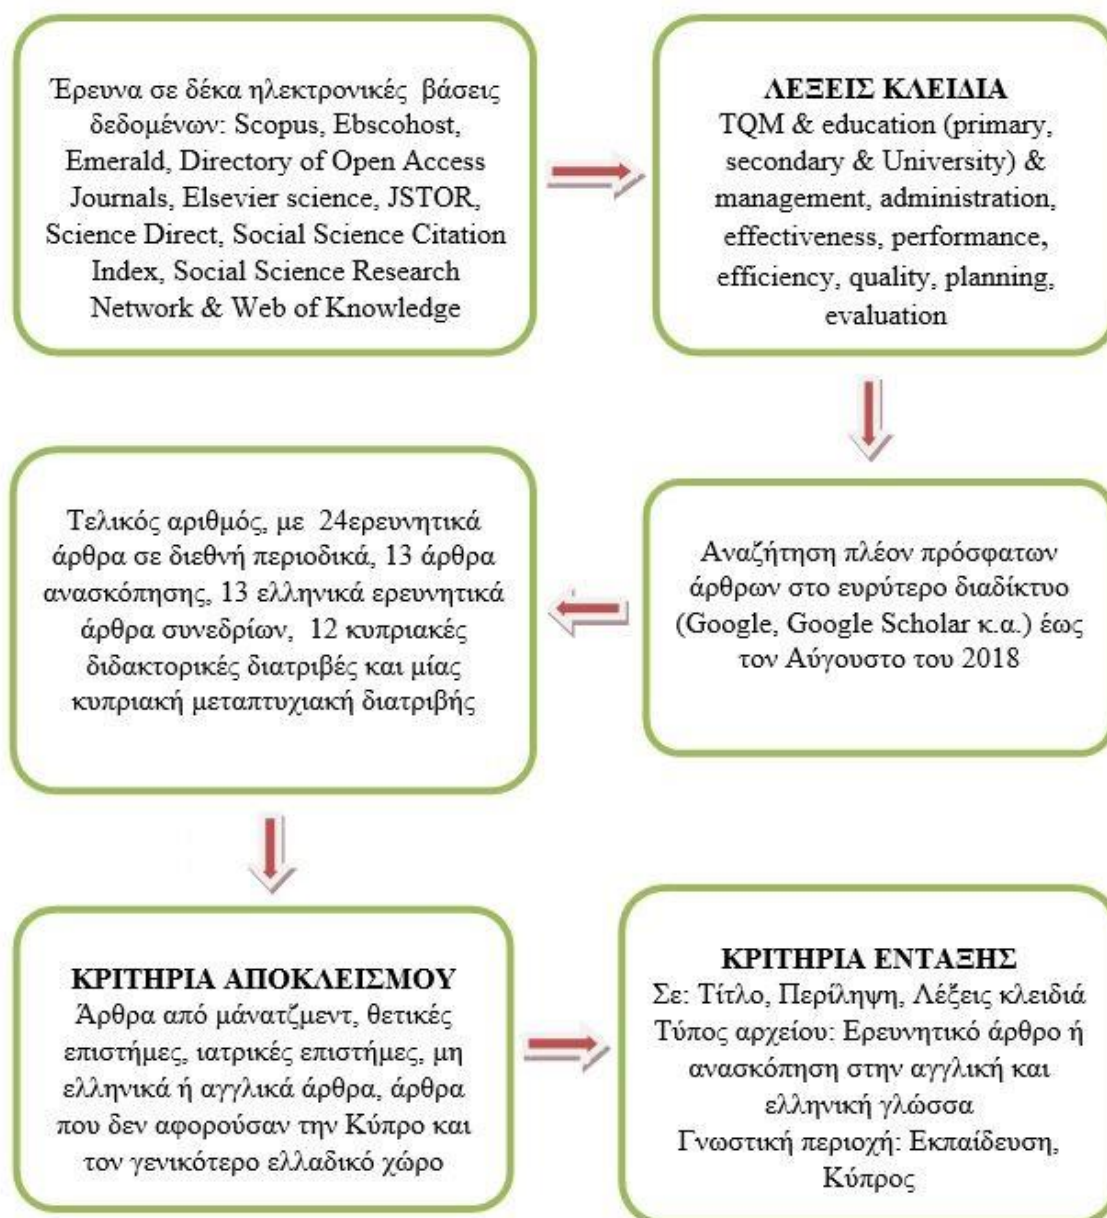 Έρευνα σε δέκα ηλεκτρονικές βάσεις
δεδομένων: Scopus, Ebscohost,
Emerald, Directory of Open Access
Journals, Elsevier science, JSTOR,
Science Direct, Social Science Citation
Index, Social Science Research
Network & Web of Knowledge
ΛΕΞΕΙΣ ΚΛΕΙΔΙΑ
TQM & education (primary,
secondary & University) &
management, administration,
effectiveness, performance,
efficiency, quality, planning,
evaluation
Αναζήτηση πλέον πρόσφατων
άρθρων στο ευρύτερο διαδίκτυο
(Google, Google Scholar κ.α.) έως
τον Αύγουστο του 2018
Τελικός αριθμός, με 24ερευνητικά
άρθρα σε διεθνή περιοδικά, 13 άρθρα
ανασκόπησης, 13 ελληνικά ερευνητικά
άρθρα συνεδρίων, 12 κυπριακές
διδακτορικές διατριβές και μίας
κυπριακή μεταπτυχιακή διατριβής
ΚΡΙΤΗΡΙΑ ΑΠΟΚΛΕΙΣΜΟΥ
Άρθρα από μάνατζμεντ, θετικές
επιστήμες, ιατρικές επιστήμες, μη
ελληνικά ή αγγλικά άρθρα, άρθρα
που δεν αφορούσαν την Κύπρο και
τον γενικότερο ελλαδικό χώρο
ΚΡΙΤΗΡΙΑ ΕΝΤΑΞΗΣ
Σε: Τίτλο, Περίληψη, Λέξεις κλειδιά
Τύπος αρχείου: Ερευνητικό άρθρο ή
ανασκόπηση στην αγγλική και
ελληνική γλώσσα
Γνωστική περιοχή: Εκπαίδευση,
Κύπρος